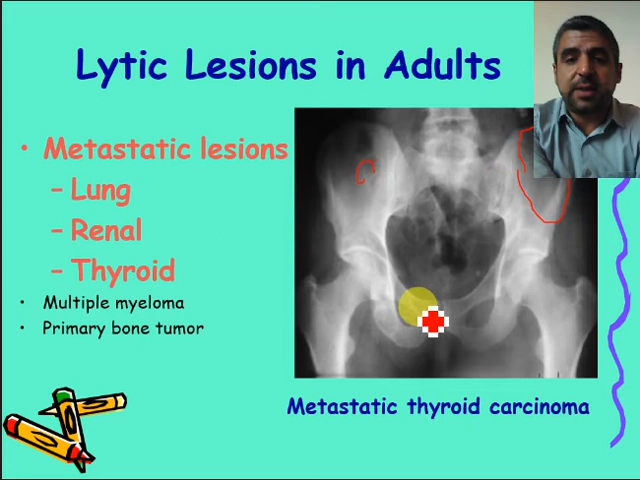 Lytic Lesions in Adults
• Metastatic lesions
– Lung
– Renal
– Thyroid
• Multiple myeloma
• Primary bone tumor
Metastatic thyroid carcinoma